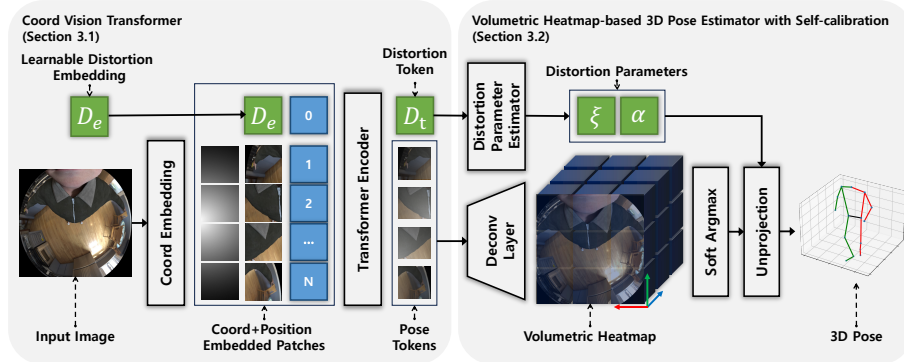 Coord Vision Transformer
(Section 3.1)
Volumetric Heatmap-based 3D Pose Estimator with Self-calibration
(Section 3.2)
Learnable Distortion
Embedding
Distortion
Token
Distortion Parameters
D_e
D_e
0
D_t
Distortion
Parameter
Estimator
ξ
α
Coord Embedding
1
2
...
N
Transformer Encoder
Deconv
Layer
Soft Argmax
Unprojection
Input Image
Coord+Position
Embedded Patches
Pose
Tokens
Volumetric Heatmap
3D Pose